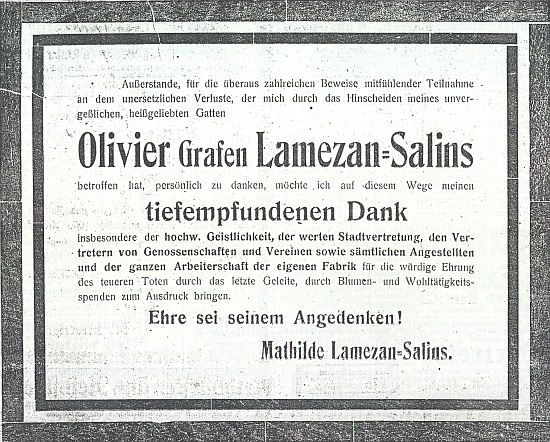 Außerstande, für die überaus zahlreichen Beweise mitfühlender Teilnahme
an dem unersetzlichen Verluste, der mich durch das Hinscheiden meines unver-
geßlichen, heißgeliebten Gatten
Olivier Grafen Lamezan=Salins
betroffen hat, persönlich zu danken, möchte ich auf diesem Wege meinen
tiefempfundenen Dank
insbesondere der hochw. Geistlichkeit, der werten Stadtvertretung, den Ver-
tretern von Genossenschaften und Vereinen sowie sämtlichen Angestellten
und der ganzen Arbeiterschaft der eigenen Fabrik für die würdige Ehrung
des teueren Toten durch das letzte Geleite, durch Blumen- und Wohltätigkeits-
spenden zum Ausdruck bringen.
Ehre sei seinem Angedenken!
Mathilde Lamezan=Salins.